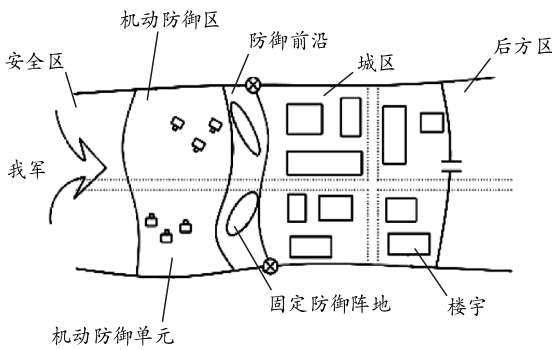 机动防御区
防御前沿
安全区
城区
后方区
我军
固定防御阵地
楼宇
机动防御单元